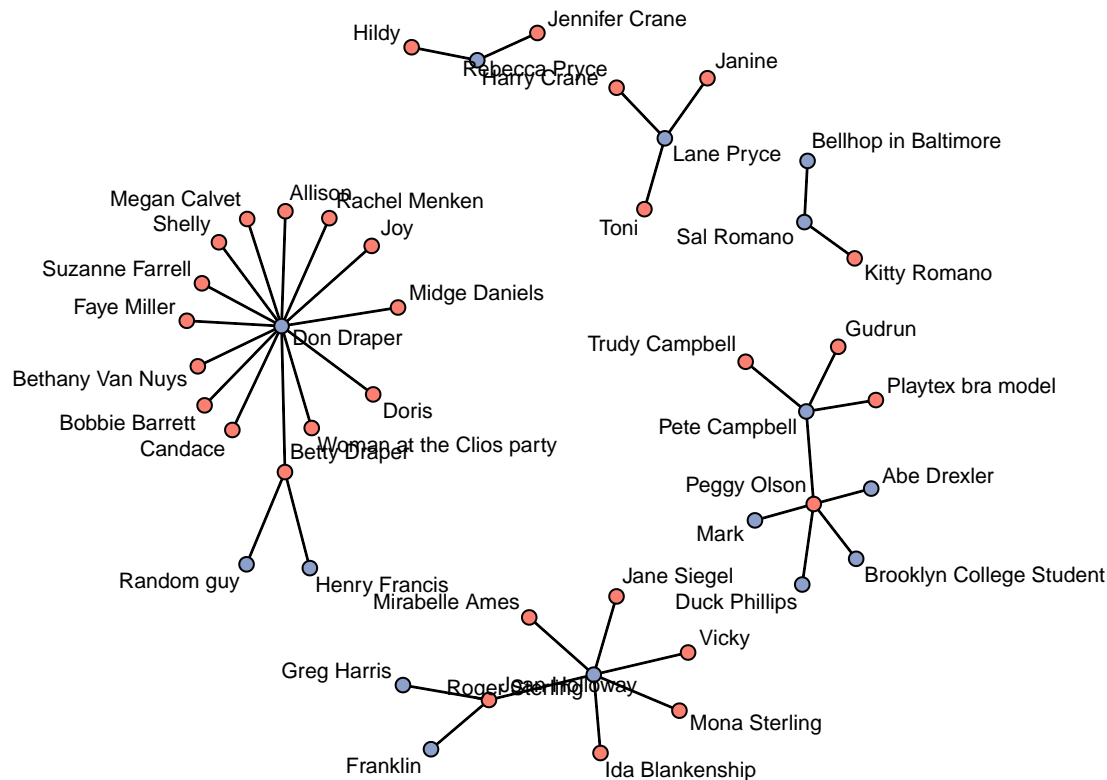 Jennifer Crane
Hildy
Rebecca Pryce
Harry Crane
Janine
Lane Pryce
Bellhop in Baltimore
Toni
Sal Romano
Kitty Romano
Allison
Megan Calvet
Rachel Menken
Shelly
Joy
Suzanne Farrell
Midge Daniels
Faye Miller
Don Draper
Gudrun
Trudy Campbell
Bethany Van Nuys
Playtex bra model
Doris
Bobbie Barrett
Pete Campbell
Candace
Woman at the Clios party
Betty Draper
Abe Drexler
Peggy Olson
Mark
Random guy
Henry Francis
Brooklyn College Student
Jane Siegel
Duck Phillips
Mirabelle Ames
Vicky
Greg Harris
Roger Sterling
Joan Holloway
Mona Sterling
Franklin
Ida Blankenship